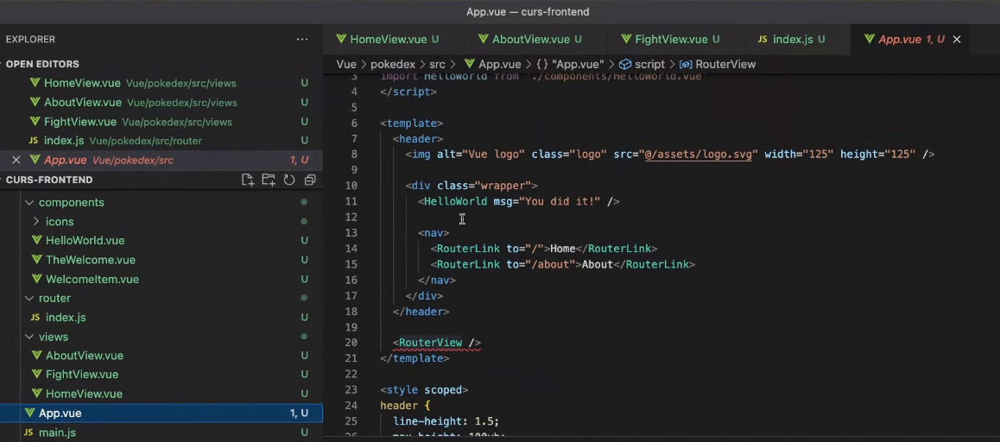 App.vue — curs-frontend
EXPLORER ...
OPEN EDITORS
HomeView.vue Vue/pokedex/src/views U
AboutView.vue Vue/pokedex/src/views U
FightView.vue Vue/pokedex/src/views U
JS index.js Vue/pokedex/src/router U
App.vue Vue/pokedex/src 1, U
CURS-FRONTEND
components
icons
HelloWorld.vue U
TheWelcome.vue U
WelcomeItem.vue U
router
JS index.js U
views
AboutView.vue U
FightView.vue U
HomeView.vue U
App.vue 1, U
JS main.js U
HomeView.vue U AboutView.vue U FightView.vue U JS index.js U App.vue 1, U
Vue > pokedex > src > App.vue > {} "App.vue" > script > RouterView
3 import HelloWorld from './components/HelloWorld.vue'
4 </script>
5
6 <template>
7 <header>
8 <img alt="Vue logo" class="logo" src="@/assets/logo.svg" width="125" height="125" />
9
10 <div class="wrapper">
11 <HelloWorld msg="You did it!" />
12
13 <nav>
14 <RouterLink to="/">Home</RouterLink>
15 <RouterLink to="/about">About</RouterLink>
16 </nav>
17 </div>
18 </header>
19
20 <RouterView />
21 </template>
22
23 <style scoped>
24 header {
25 line-height: 1.5;
26 max-height: 100vh;